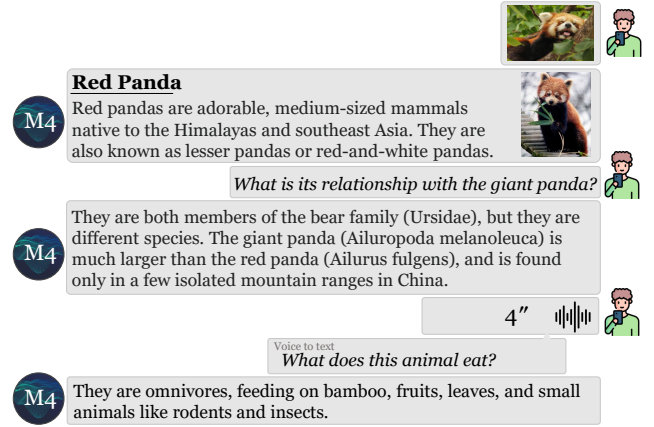 Red Panda
M4
Red pandas are adorable, medium-sized mammals
native to the Himalayas and southeast Asia. They are
also known as lesser pandas or red-and-white pandas.
What is its relationship with the giant panda?
M4
They are both members of the bear family (Ursidae), but they are
different species. The giant panda (Ailuropoda melanoleuca) is
much larger than the red panda (Ailurus fulgens), and is found
only in a few isolated mountain ranges in China.
4″
Voice to text
What does this animal eat?
M4
They are omnivores, feeding on bamboo, fruits, leaves, and small
animals like rodents and insects.